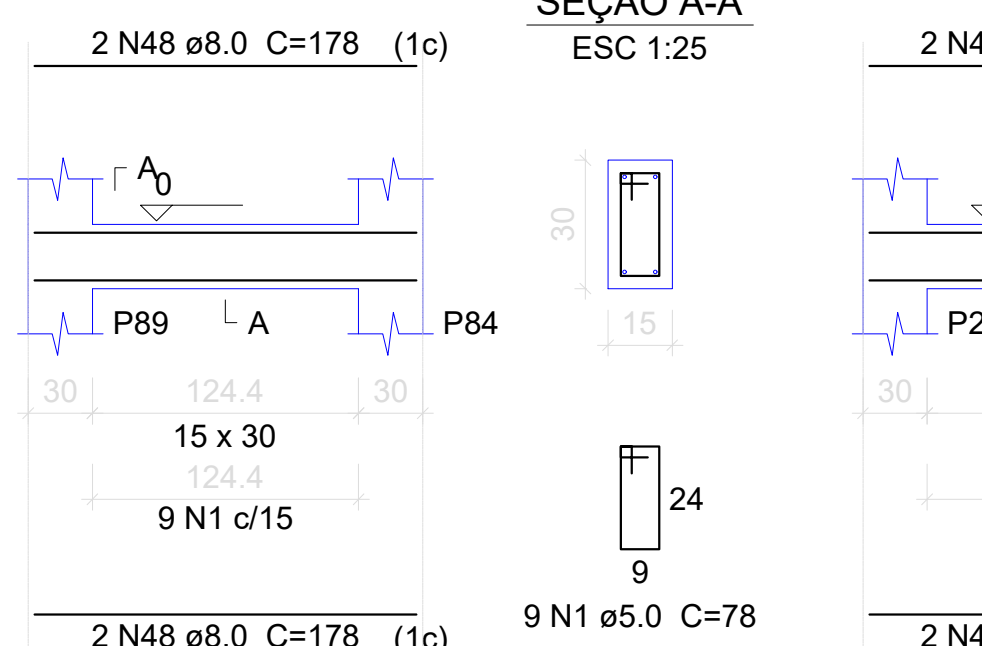 SEÇÃO A-A
2 N48 ø8.0 C=178 (1c)
ESC 1:25
2 N4
A
0
30
P89
A
P84
15
P2
30
124.4
30
30
15 x 30
124.4
24
9 N1 c/15
9
9 N1 ø5.0 C=78
2 N48 ø8.0 C=178 (1c)
2 N4